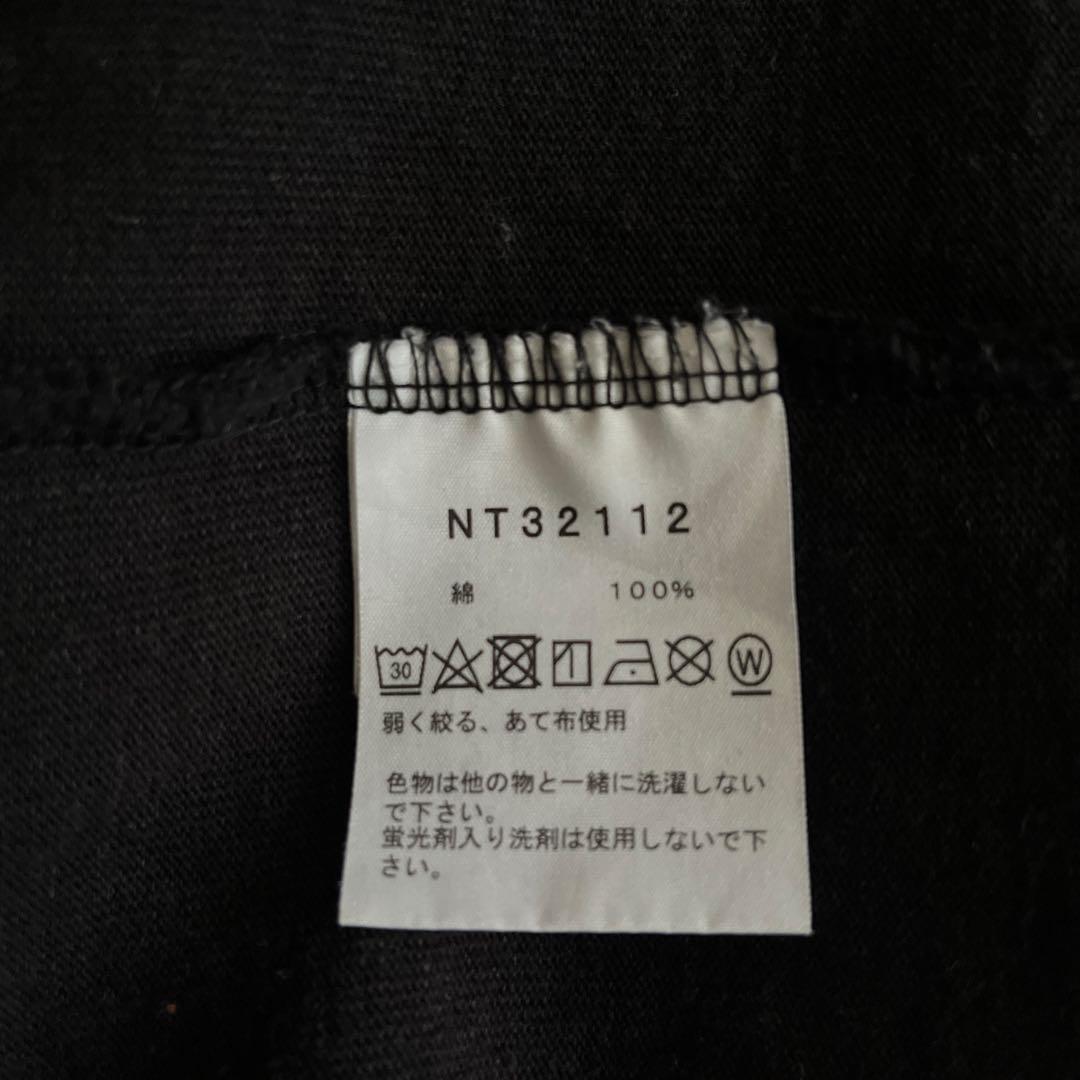 NT32112
綿 100%
30 W
弱く絞る、あて布使用
色物は他の物と一緒に洗濯しない
で下さい。
蛍光剤入り洗剤は使用しないで下
さい。